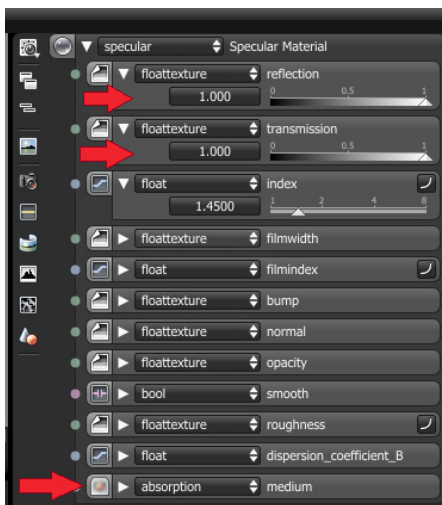 specular Specular Material
floattexture reflection
1.000 0 0.5 1
floattexture transmission
1.000 0 0.5 1
float index
1.4500 1 2 4 8
floattexture filmwidth
float filmindex
floattexture bump
floattexture normal
floattexture opacity
bool smooth
floattexture roughness
float dispersion_coefficient_B
absorption medium